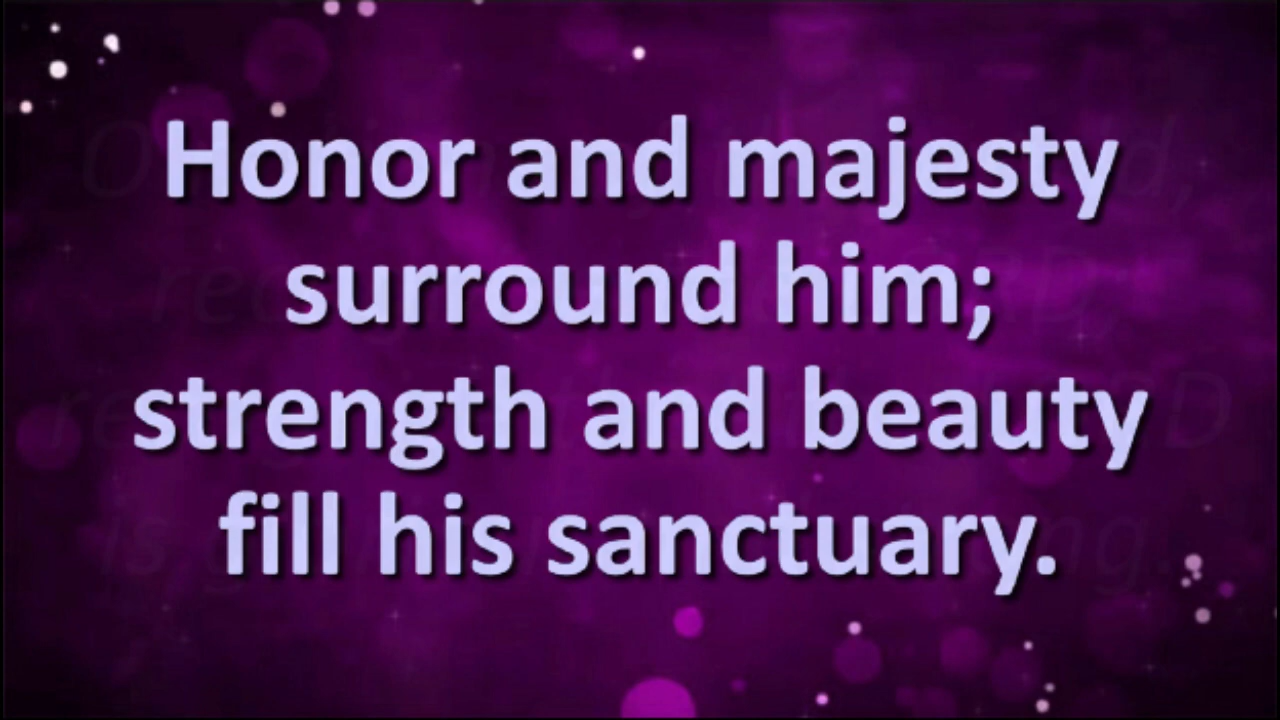 Honor and majesty
surround him;
strength and beauty
fill his sanctuary.